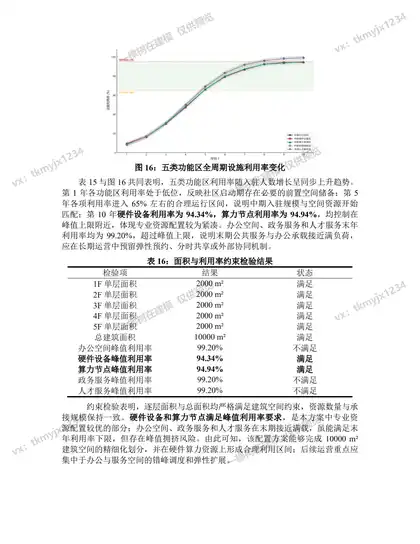 图 16：五类功能区全周期设施利用率变化
表 15 与图 16 共同表明，五类功能区利用率随入驻人数增长呈同步上升趋势。
第 1 年各功能区利用率处于低位，反映社区启动期存在必要的前置空间储备；第 5
年各项利用率进入 65% 左右的合理运行区间，说明中期入驻规模与空间资源开始
匹配；第 10 年硬件设备利用率为 94.34%，算力节点利用率为 94.94%，均控制在
峰值上限附近，体现专业资源配置较为紧凑。办公空间、政务服务和人才服务末年
利用率均为 99.20%，超过峰值上限，说明末期公共服务与办公承载接近满负荷，
应在长期运营中预留弹性预约、分时共享或外部协同机制。
表 16：面积与利用率约束检验结果
检验项 结果 状态
1F 单层面积 2000 m² 满足
2F 单层面积 2000 m² 满足
3F 单层面积 2000 m² 满足
4F 单层面积 2000 m² 满足
5F 单层面积 2000 m² 满足
总建筑面积 10000 m² 满足
办公空间峰值利用率 99.20% 不满足
硬件设备峰值利用率 94.34% 满足
算力节点峰值利用率 94.94% 满足
政务服务峰值利用率 99.20% 不满足
人才服务峰值利用率 99.20% 不满足
约束检验表明，逐层面积与总面积均严格满足建筑空间约束，资源数量与承
接规模保持一致。硬件设备和算力节点满足峰值利用率要求，是本方案中专业资
源配置较优的部分；办公空间、政务服务和人才服务在末期接近满载，虽能满足末
年利用率下限，但存在峰值拥挤风险。由此可知，该配置方案能够完成 10000 m²
建筑空间的精细化划分，并在硬件算力资源上形成合理利用区间；后续运营重点应
集中于办公与服务空间的错峰调度和弹性扩展。
vx: tkmyjx1234
vx: tkmyjx1234
vx: tkmyjx1234
vx: tkmyjx1234